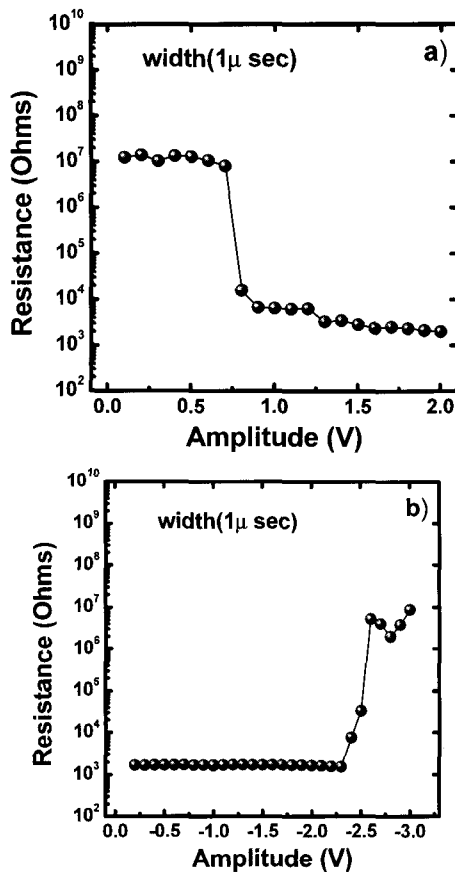 10^10
a)
width(1μ sec)
10^9
10^8
10^7
10^6
10^5
10^4
10^3
10^2
Resistance (Ohms)
0.0 0.5 1.0 1.5 2.0
Amplitude (V)
10^10
b)
width(1μ sec)
10^9
10^8
10^7
10^6
10^5
10^4
10^3
10^2
Resistance (Ohms)
0.0 -0.5 -1.0 -1.5 -2.0 -2.5 -3.0
Amplitude (V)